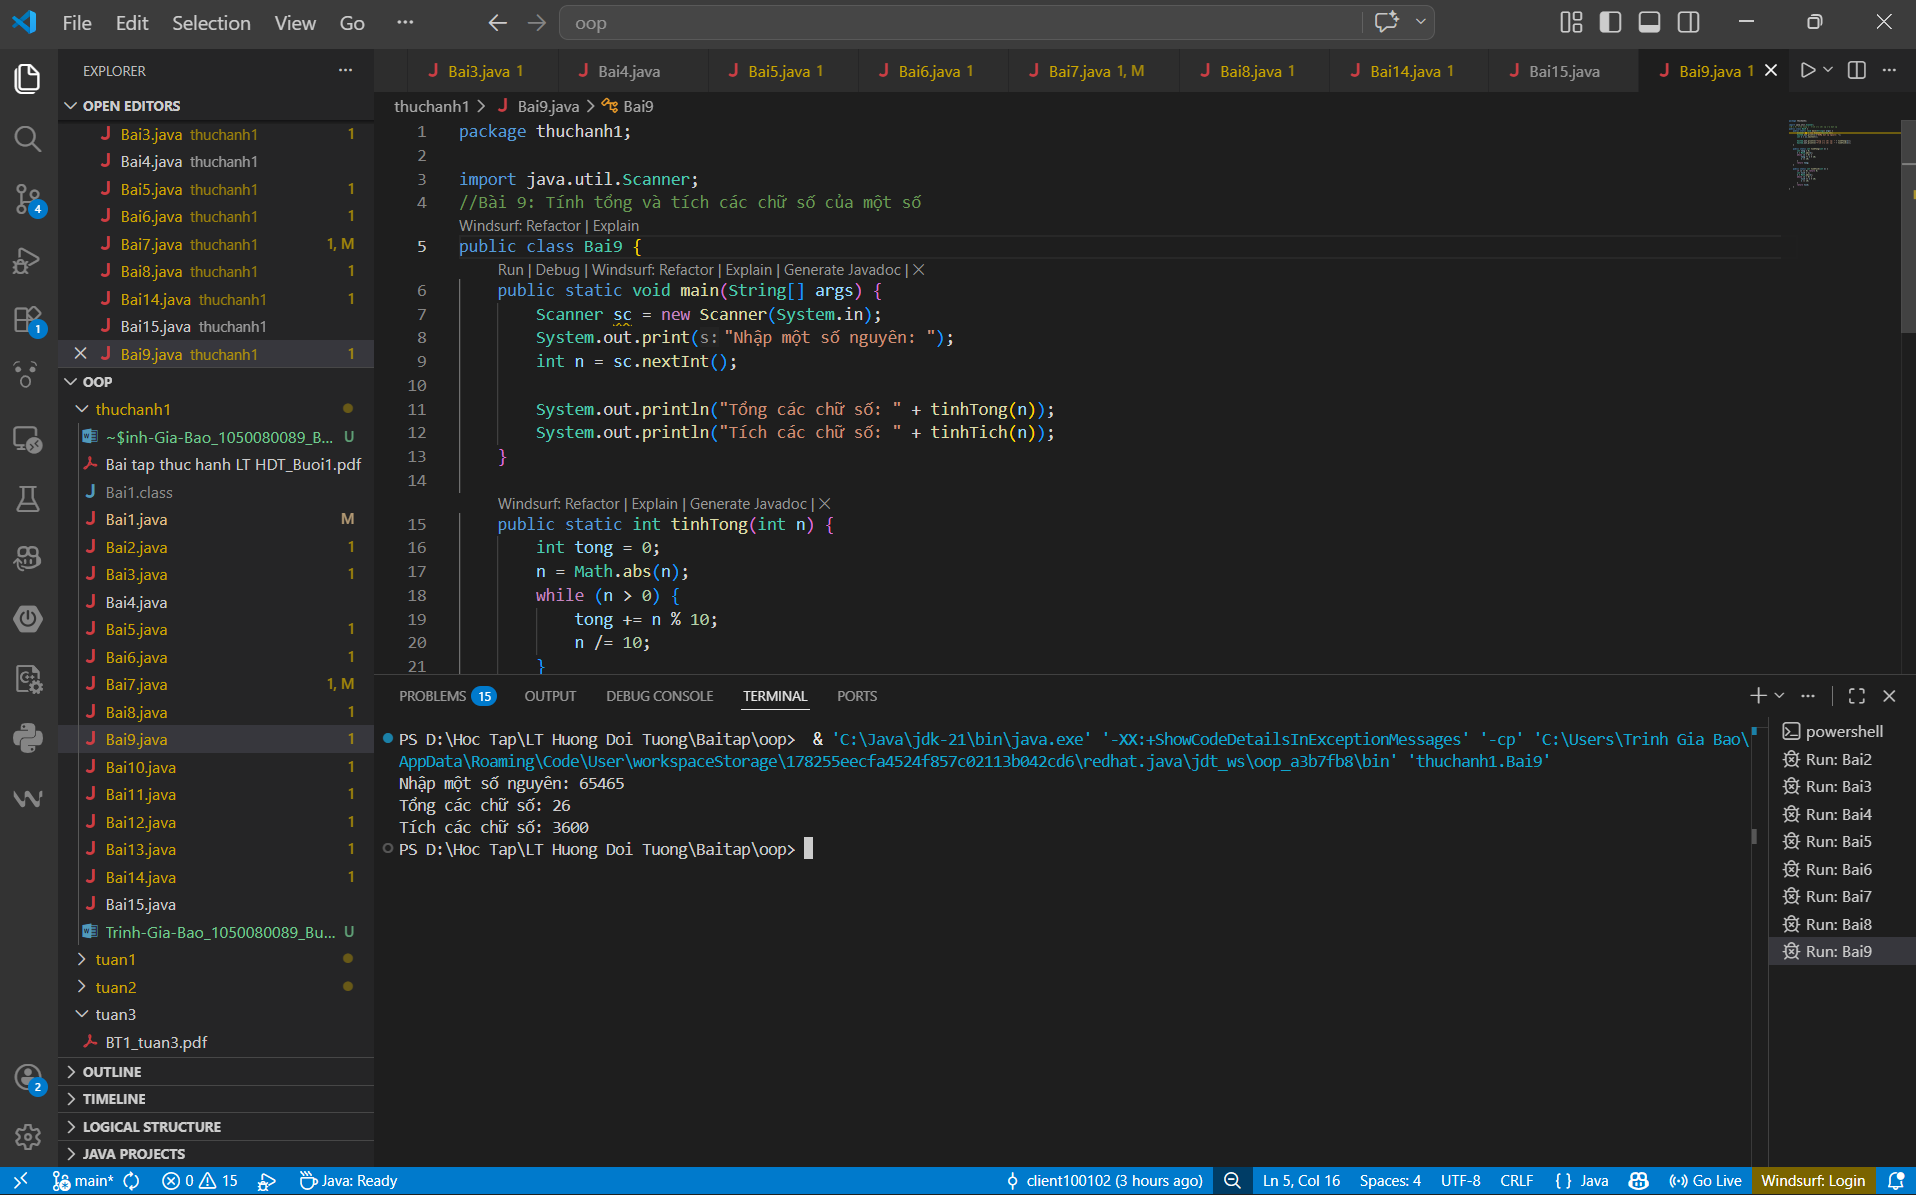 File Edit Selection View Go ··· oop
EXPLORER ···
OPEN EDITORS
Bai3.java thuchanh1 1
Bai4.java thuchanh1
Bai5.java thuchanh1 1
Bai6.java thuchanh1 1
Bai7.java thuchanh1 1, M
Bai8.java thuchanh1 1
Bai14.java thuchanh1 1
Bai15.java thuchanh1
Bai9.java thuchanh1 1
OOP
thuchanh1
~$inh-Gia-Bao_1050080089_B... U
Bai tap thuc hanh LT HDT_Buoi1.pdf
Bai1.class
Bai1.java M
Bai2.java 1
Bai3.java 1
Bai4.java
Bai5.java 1
Bai6.java 1
Bai7.java 1, M
Bai8.java 1
Bai9.java 1
Bai10.java 1
Bai11.java 1
Bai12.java 1
Bai13.java 1
Bai14.java 1
Bai15.java
Trinh-Gia-Bao_1050080089_Bu... U
tuan1
tuan2
tuan3
BT1_tuan3.pdf
OUTLINE
TIMELINE
LOGICAL STRUCTURE
JAVA PROJECTS
4
1
2
Bai3.java 1 Bai4.java Bai5.java 1 Bai6.java 1 Bai7.java 1, M Bai8.java 1 Bai14.java 1 Bai15.java Bai9.java 1
thuchanh1 > Bai9.java > Bai9
1 package thuchanh1;
2
3 import java.util.Scanner;
4 //Bài 9: Tính tổng và tích các chữ số của một số
Windsurf: Refactor | Explain
5 public class Bai9 {
Run | Debug | Windsurf: Refactor | Explain | Generate Javadoc | X
6 public static void main(String[] args) {
7 Scanner sc = new Scanner(System.in);
8 System.out.print(s: "Nhập một số nguyên: ");
9 int n = sc.nextInt();
10
11 System.out.println("Tổng các chữ số: " + tinhTong(n));
12 System.out.println("Tích các chữ số: " + tinhTich(n));
13 }
14
Windsurf: Refactor | Explain | Generate Javadoc | X
15 public static int tinhTong(int n) {
16 int tong = 0;
17 n = Math.abs(n);
18 while (n > 0) {
19 tong += n % 10;
20 n /= 10;
21 }
PROBLEMS 15 OUTPUT DEBUG CONSOLE TERMINAL PORTS
PS D:\Hoc Tap\LT Huong Doi Tuong\Baitap\oop> & 'C:\Java\jdk-21\bin\java.exe' '-XX:+ShowCodeDetailsInExceptionMessages' '-cp' 'C:\Users\Trinh Gia Bao\
AppData\Roaming\Code\User\workspaceStorage\178255eecfa4524f857c02113b042cd6\redhat.java\jdt_ws\oop_a3b7fb8\bin' 'thuchanh1.Bai9'
Nhập một số nguyên: 65465
Tổng các chữ số: 26
Tích các chữ số: 3600
PS D:\Hoc Tap\LT Huong Doi Tuong\Baitap\oop>
powershell
Run: Bai2
Run: Bai3
Run: Bai4
Run: Bai5
Run: Bai6
Run: Bai7
Run: Bai8
Run: Bai9
main* 0 15 Java: Ready client100102 (3 hours ago) Ln 5, Col 16 Spaces: 4 UTF-8 CRLF { } Java Go Live Windsurf: Login